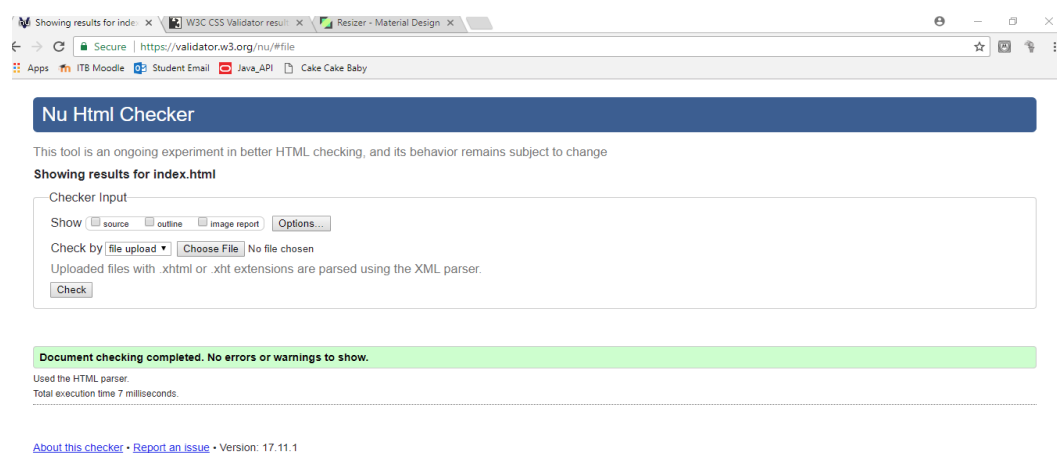 Showing results for inde
W3C CSS Validator result
Resizer - Material Design
Secure https://validator.w3.org/nu/#file
Apps ITB Moodle Student Email Java_API Cake Cake Baby
Nu Html Checker
This tool is an ongoing experiment in better HTML checking, and its behavior remains subject to change
Showing results for index.html
Checker Input
Show source outline image report Options...
Check by file upload Choose File No file chosen
Uploaded files with .xhtml or .xht extensions are parsed using the XML parser.
Check
Document checking completed. No errors or warnings to show.
Used the HTML parser.
Total execution time 7 milliseconds.
About this checker • Report an issue • Version: 17.11.1